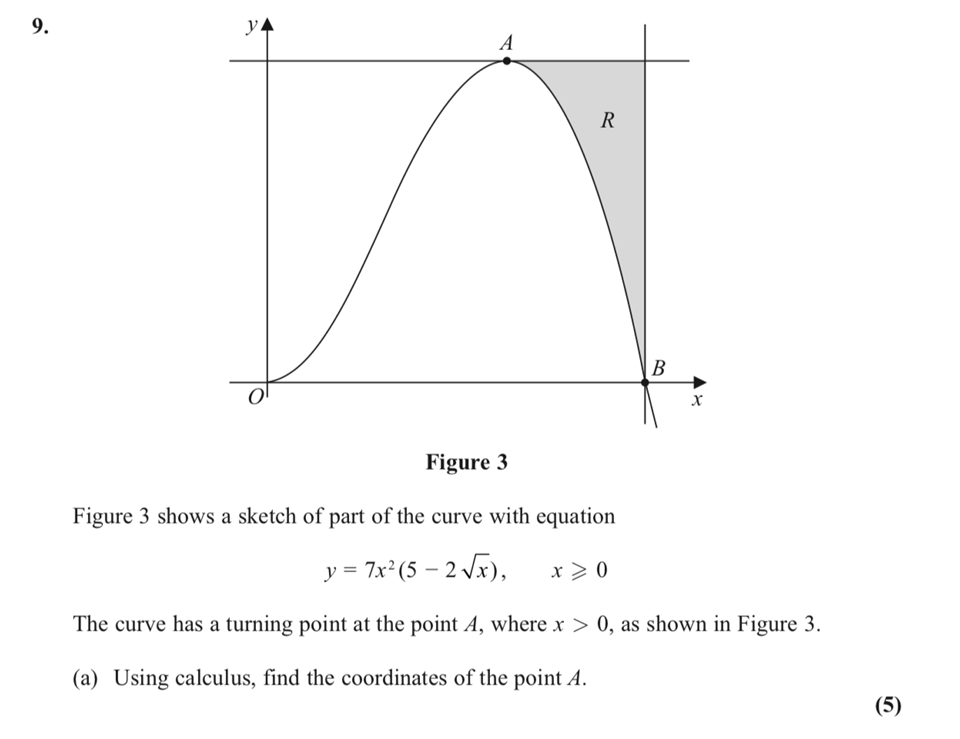 9.
y
A
R
B
O
x
Figure 3
Figure 3 shows a sketch of part of the curve with equation
y = 7x²(5 − 2√x),  x ⩾ 0
The curve has a turning point at the point A, where x > 0, as shown in Figure 3.
(a) Using calculus, find the coordinates of the point A.
(5)